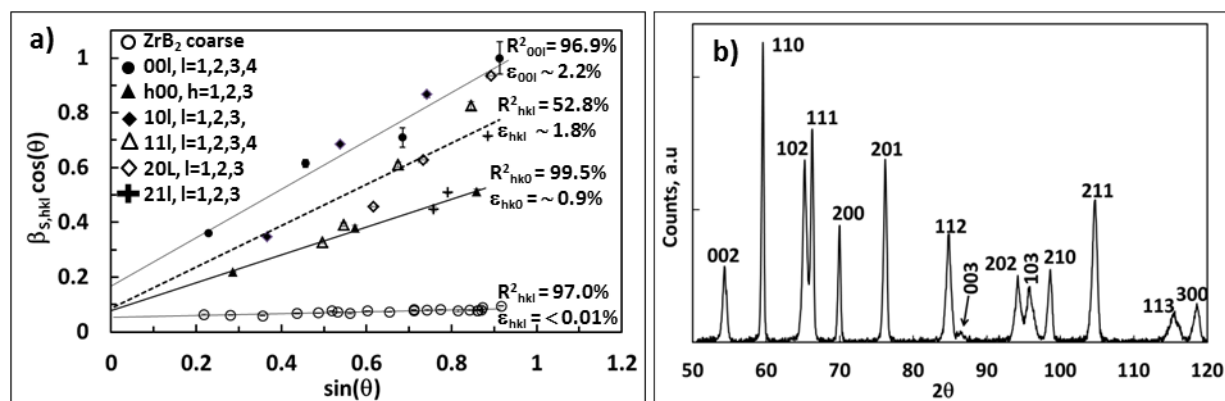 a)
ZrB₂ coarse
00l, l=1,2,3,4
h00, h=1,2,3
10l, l=1,2,3,
11l, l=1,2,3,4
20L, l=1,2,3
21l, l=1,2,3
R²00l = 96.9%
ε00l ~ 2.2%
R²hkl = 52.8%
εhkl ~ 1.8%
R²hk0 = 99.5%
εhk0 = ~ 0.9%
R²hkl = 97.0%
εhkl = < 0.01%
βs,hkl cos(θ)
1
0.8
0.6
0.4
0.2
0
0 0.2 0.4 0.6 0.8 1 1.2
sin(θ)
b)
Counts, a.u
110
111
102
201
200
002
112
003
202
103
210
211
113
300
50 60 70 80 90 100 110 120
2θ